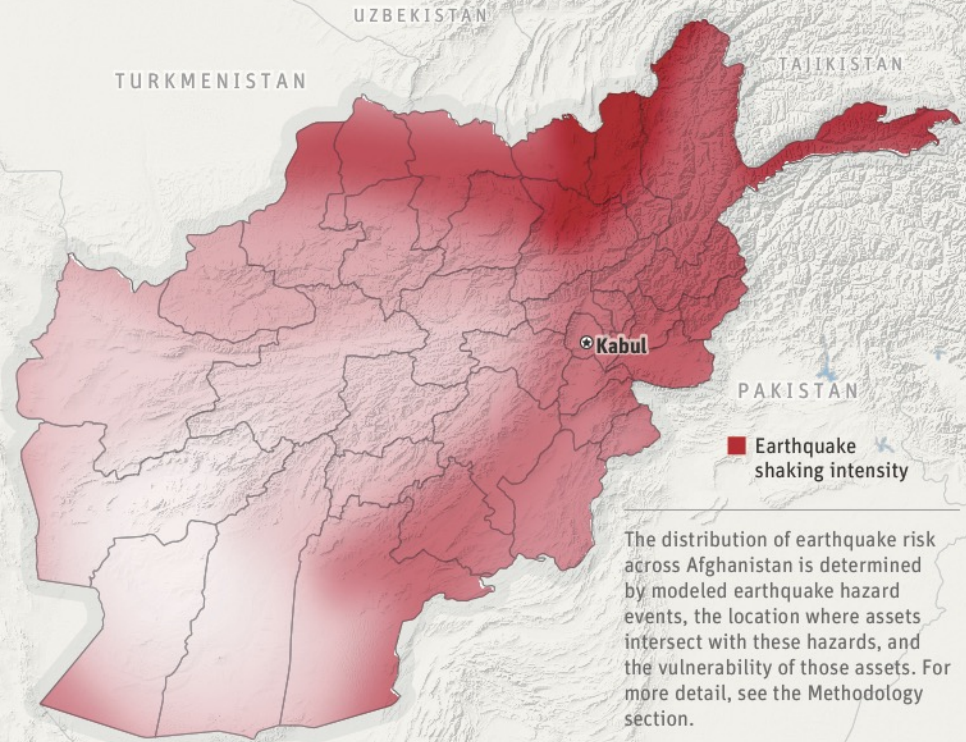 UZBEKISTAN
TURKMENISTAN
TAJIKISTAN
Kabul
PAKISTAN
Earthquake
shaking intensity
The distribution of earthquake risk
across Afghanistan is determined
by modeled earthquake hazard
events, the location where assets
intersect with these hazards, and
the vulnerability of those assets. For
more detail, see the Methodology
section.